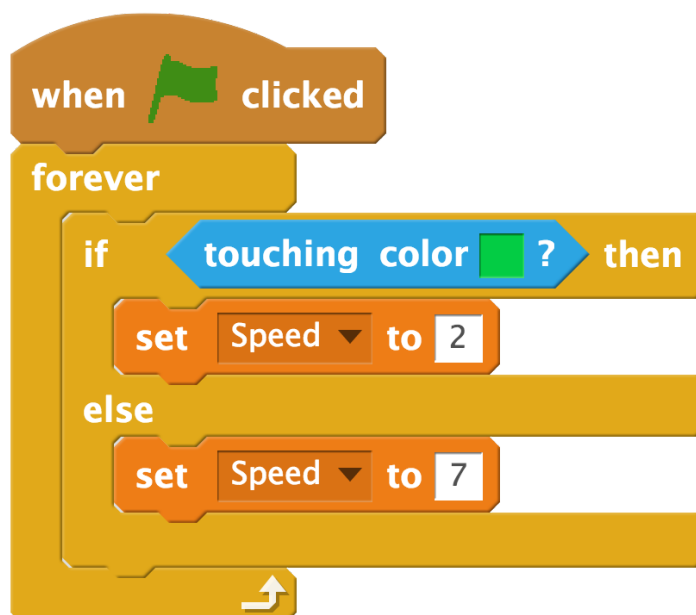 when clicked
forever
if touching color ? then
set Speed to 2
else
set Speed to 7